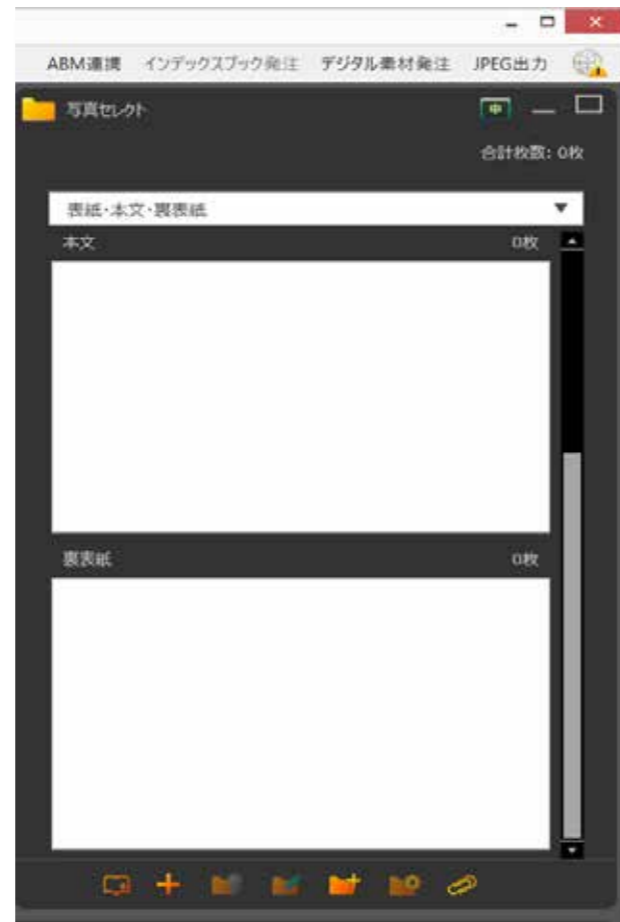 ABM連携 インデックスブック発注 デジタル素材発注 JPEG出力
写真セレクト 中
合計枚数: 0枚
表紙・本文・裏表紙
本文 0枚
裏表紙 0枚